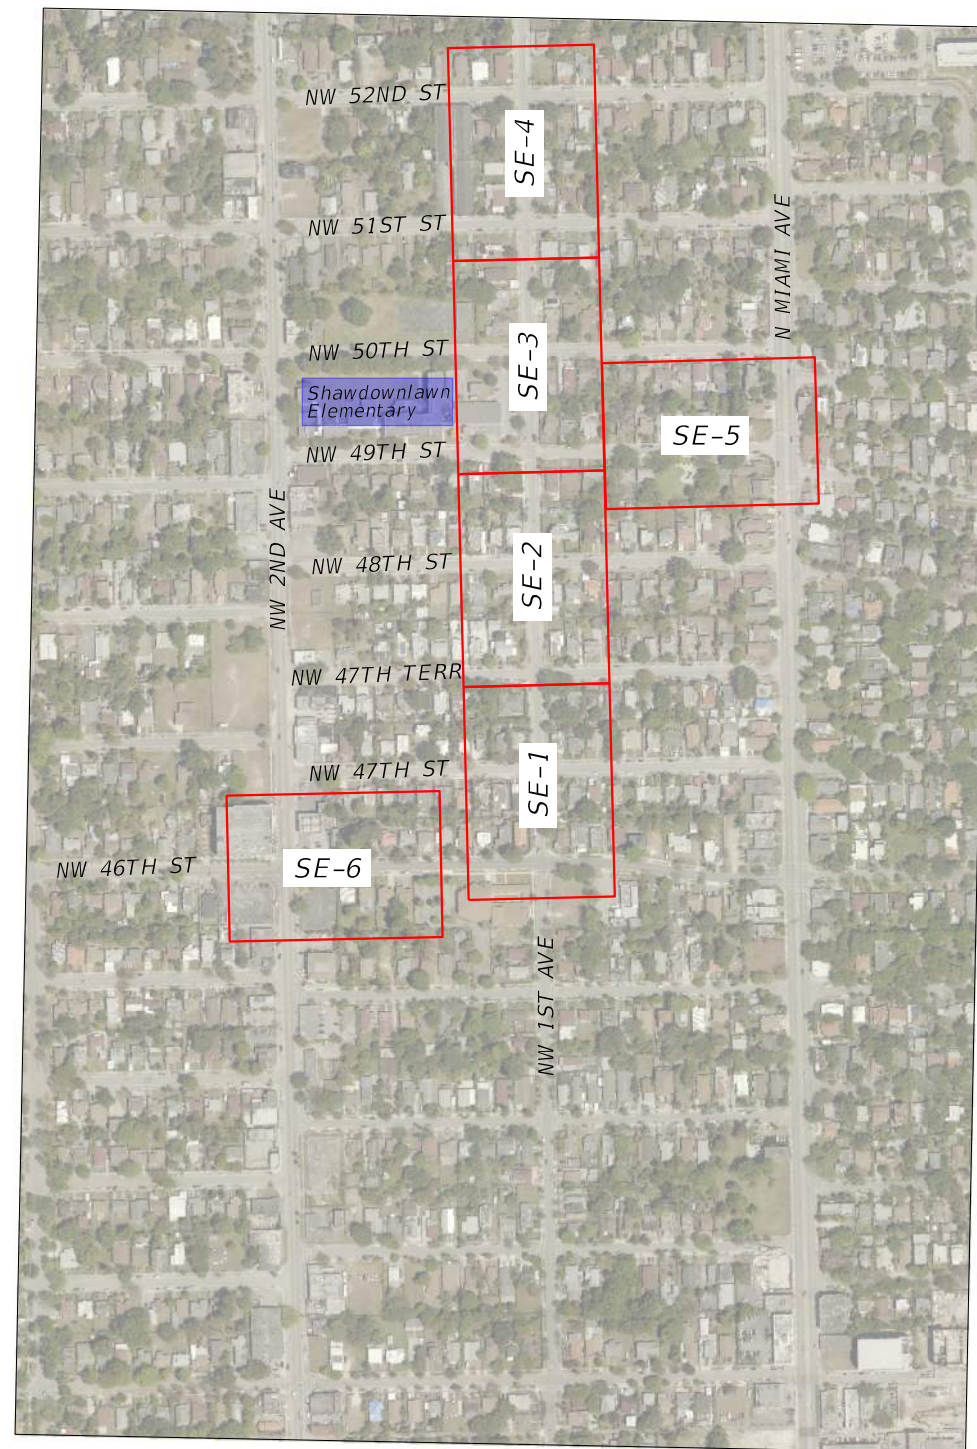 NW 52ND ST
SE-4
NW 51ST ST
N MIAMI AVE
NW 50TH ST
SE-3
Shawdownlawn
Elementary
SE-5
NW 49TH ST
NW 2ND AVE
NW 48TH ST
SE-2
NW 47TH TERR
NW 47TH ST
SE-1
NW 46TH ST
SE-6
NW 1ST AVE